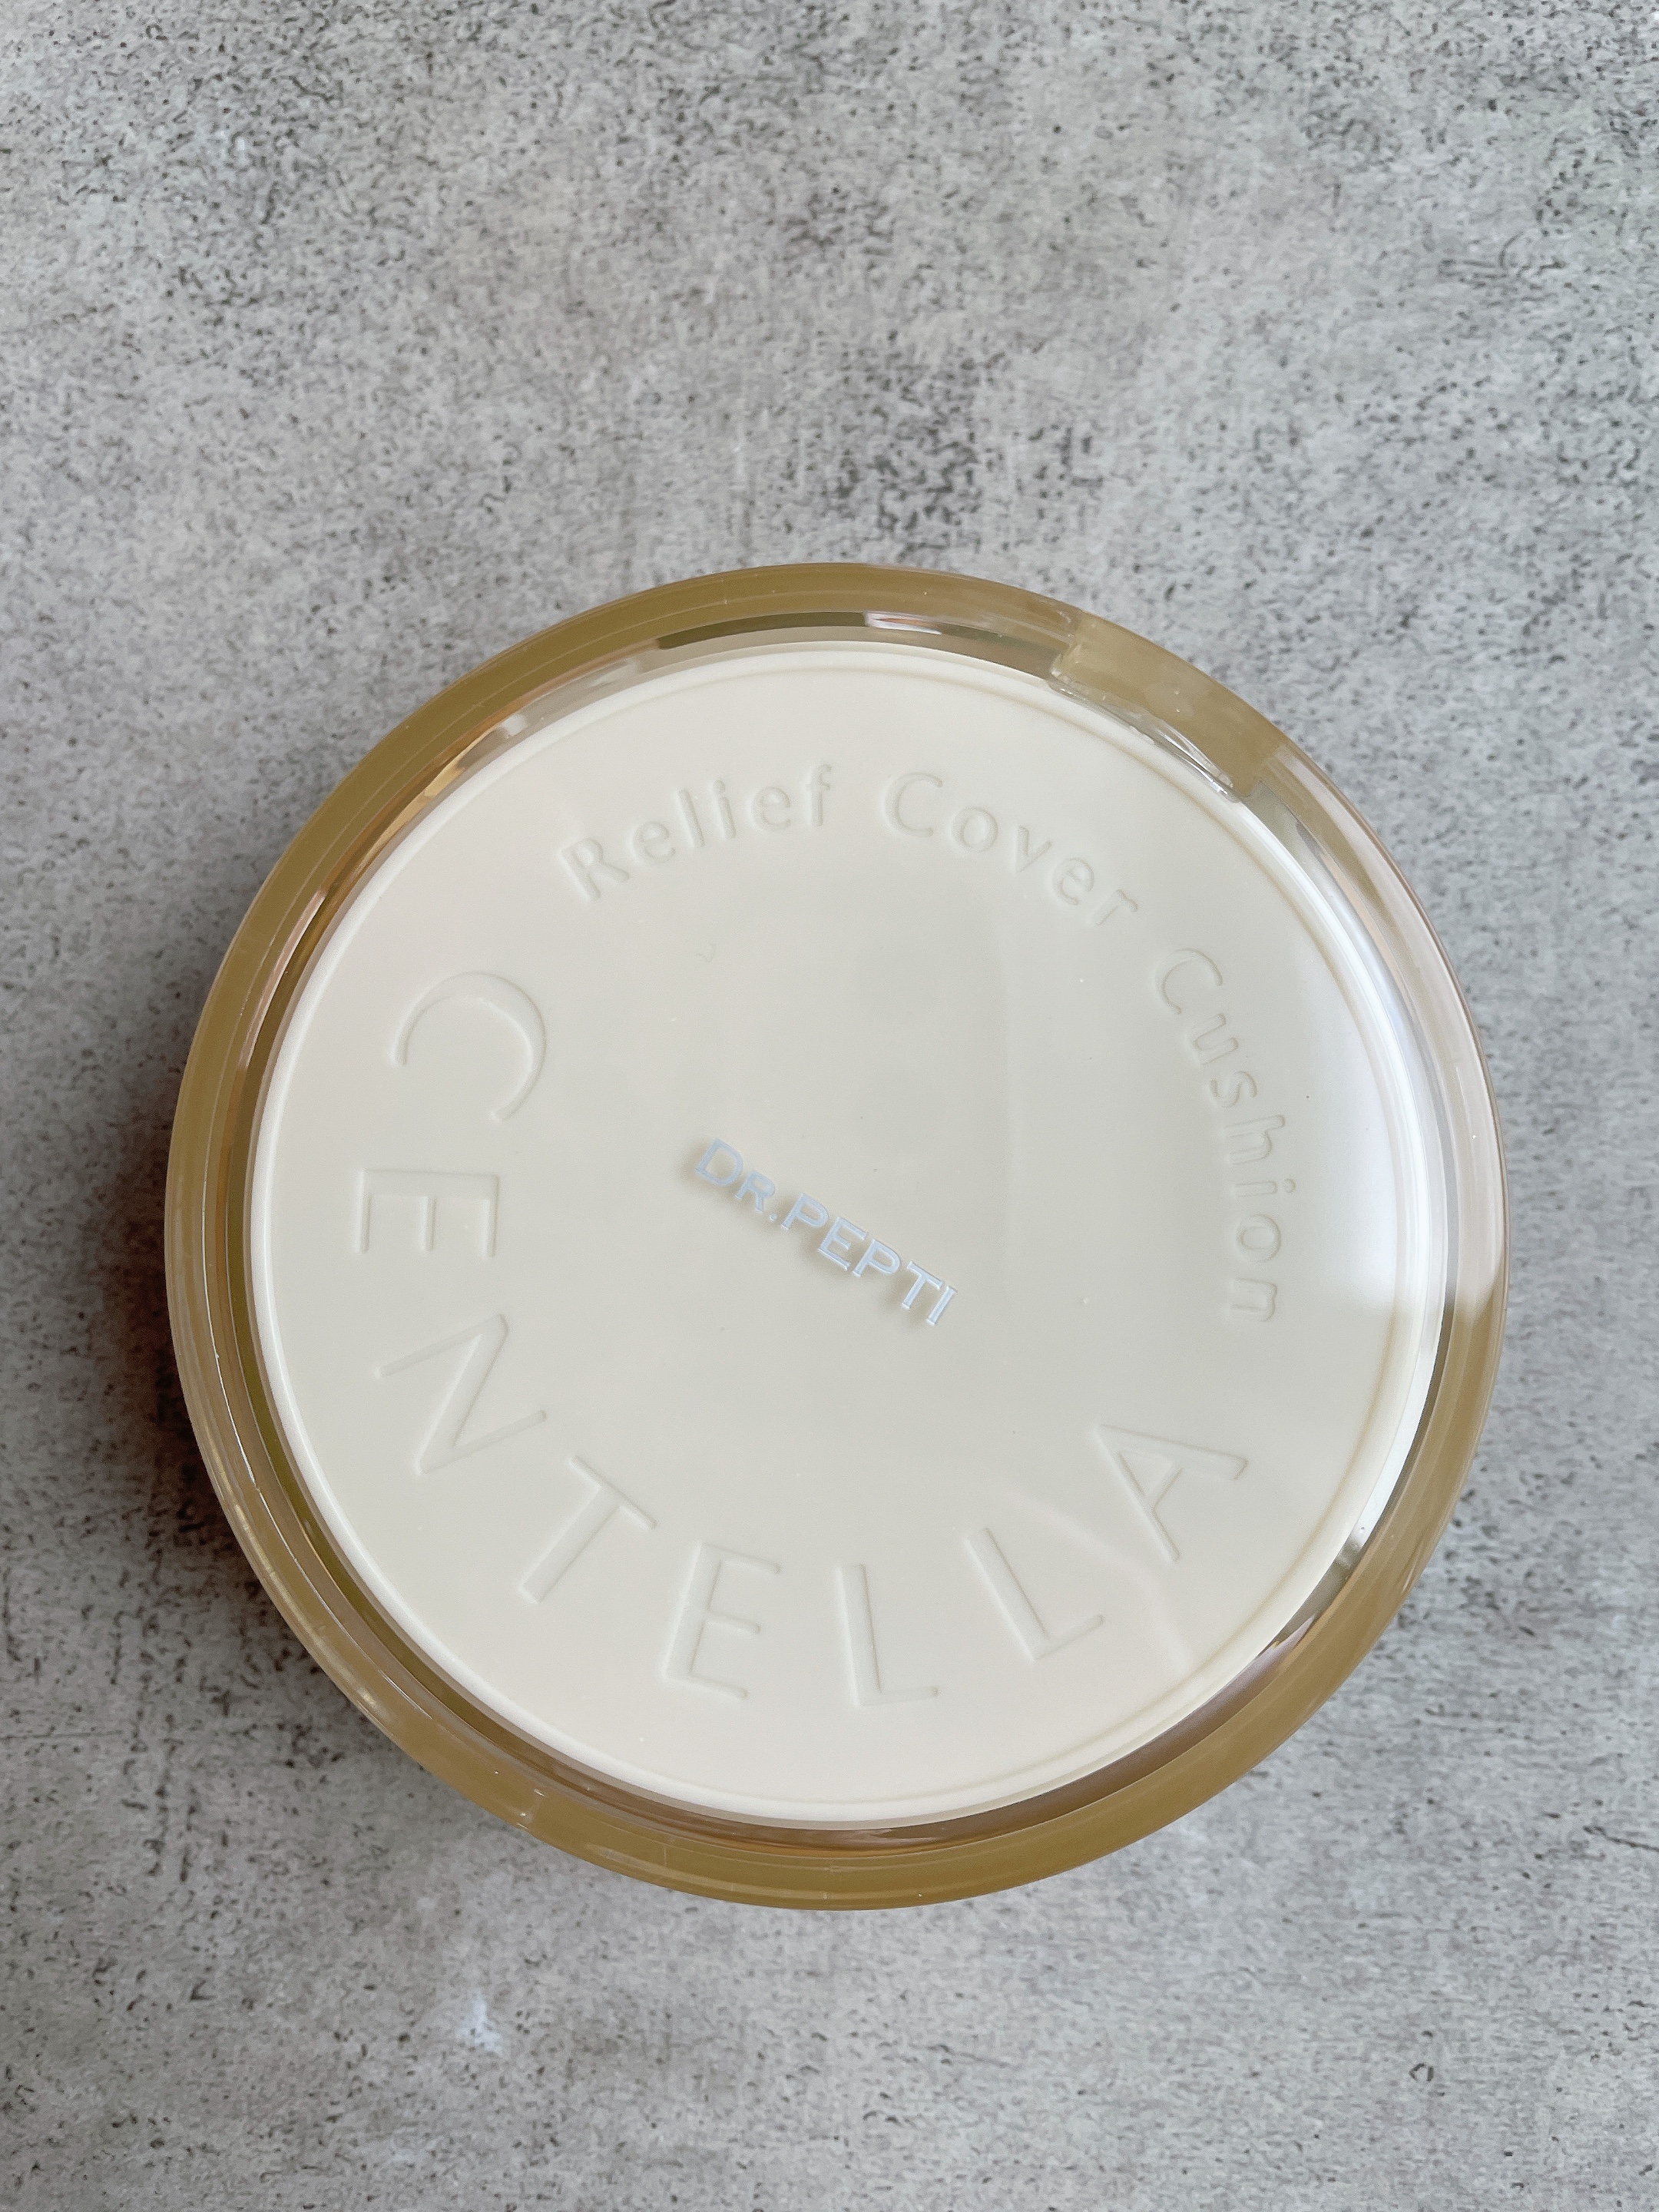 Relief Cover Cushion
DR.PEPTI
CENTELLA